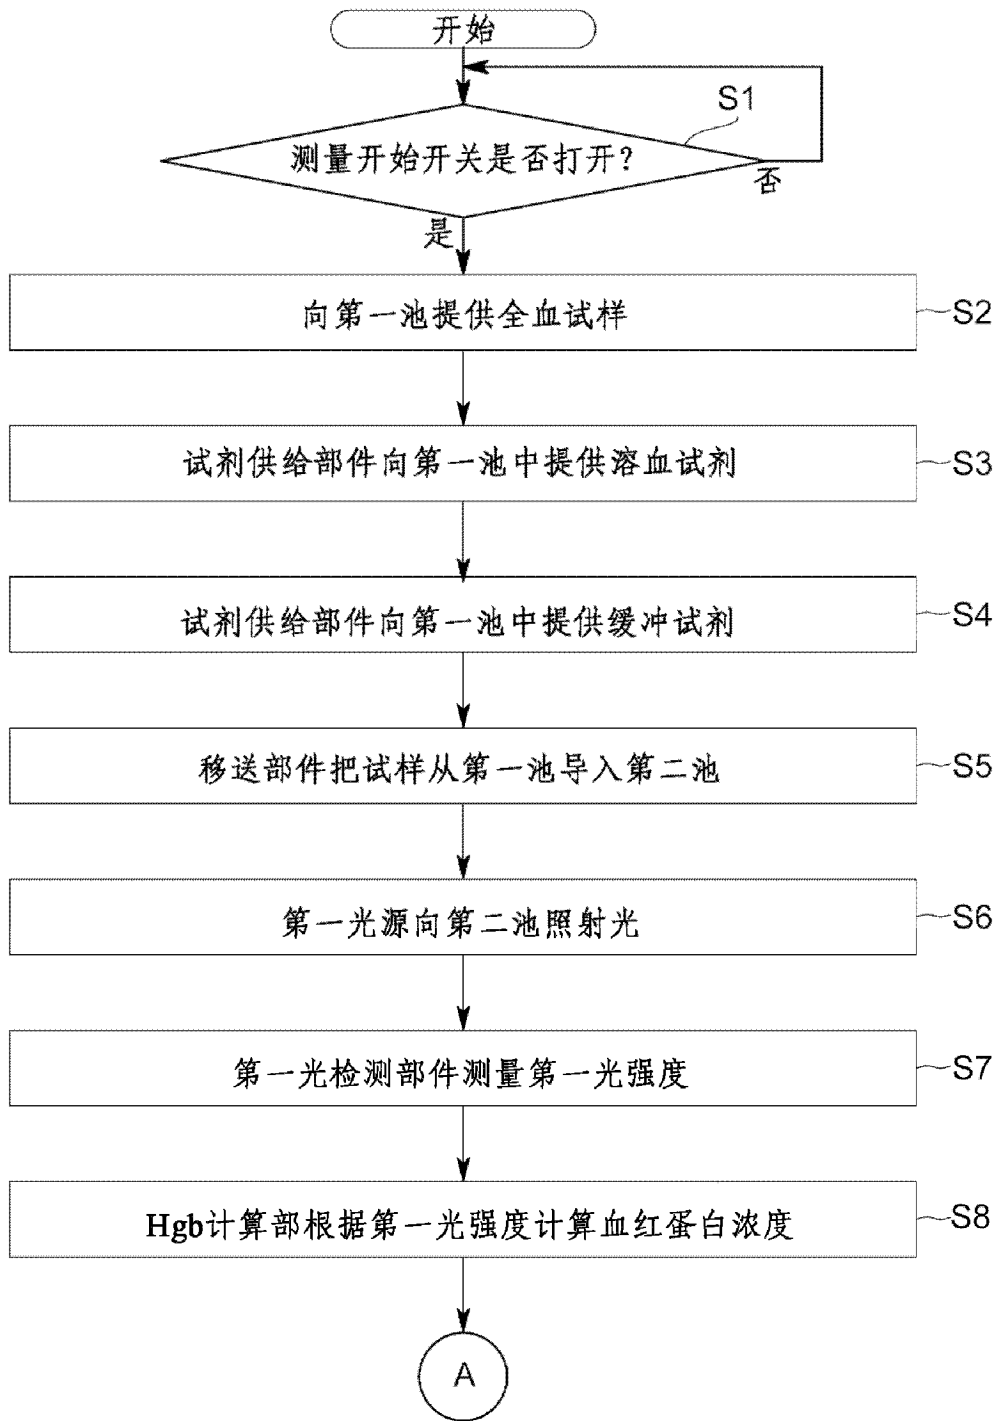 开始
S1
测量开始开关是否打开?
否
是
向第一池提供全血试样
S2
试剂供给部件向第一池中提供溶血试剂
S3
试剂供给部件向第一池中提供缓冲试剂
S4
移送部件把试样从第一池导入第二池
S5
第一光源向第二池照射光
S6
第一光检测部件测量第一光强度
S7
Hgb计算部根据第一光强度计算血红蛋白浓度
S8
A